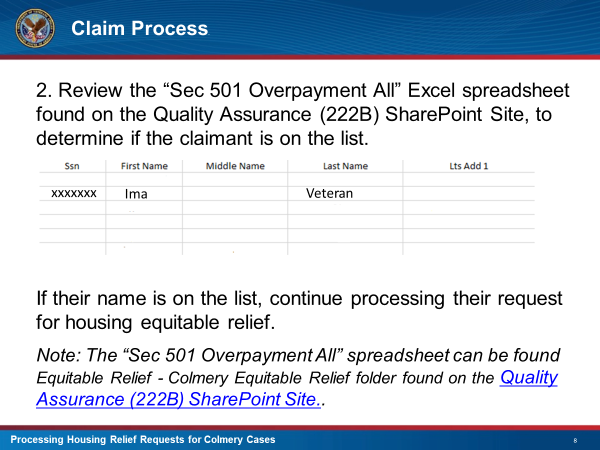 Claim Process
2. Review the “Sec 501 Overpayment All” Excel spreadsheet
found on the Quality Assurance (222B) SharePoint Site, to
determine if the claimant is on the list.
Ssn First Name Middle Name Last Name Lts Add 1
xxxxxxx Ima Veteran
If their name is on the list, continue processing their request
for housing equitable relief.
Note: The “Sec 501 Overpayment All” spreadsheet can be found
Equitable Relief - Colmery Equitable Relief folder found on the Quality
Assurance (222B) SharePoint Site..
Processing Housing Relief Requests for Colmery Cases 8